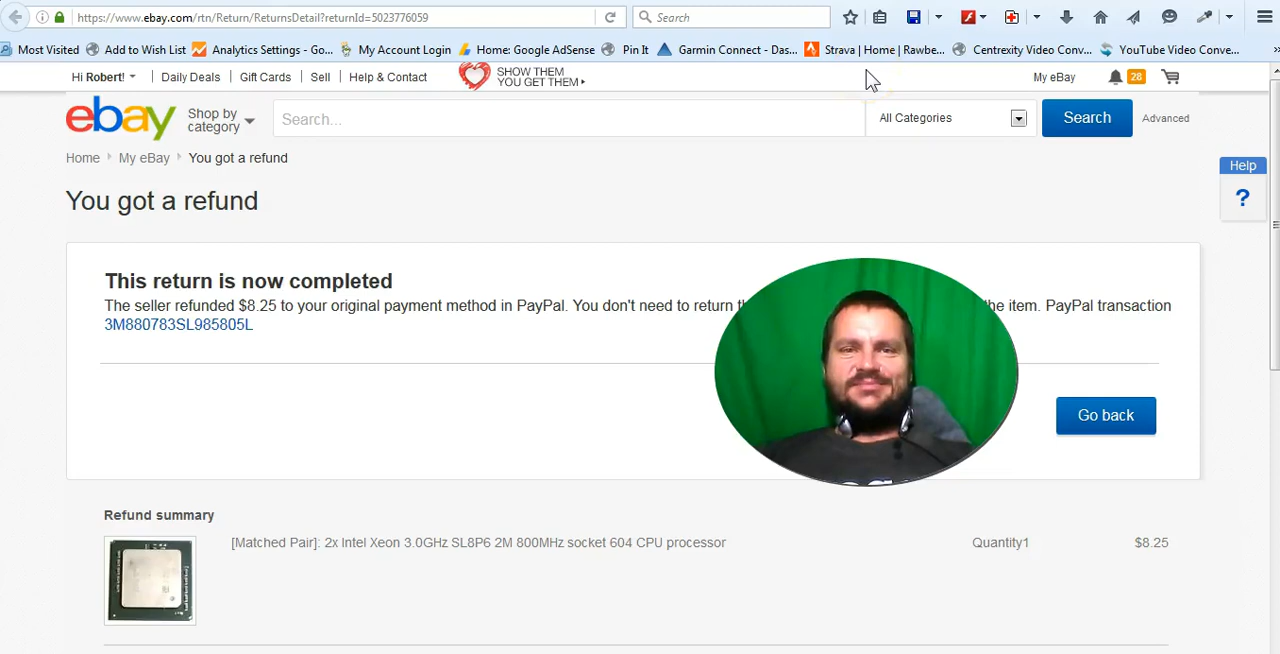 https://www.ebay.com/rtn/Return/ReturnsDetail?returnId=5023776059
Search
Most Visited Add to Wish List Analytics Settings - Go... My Account Login Home: Google AdSense Pin It Garmin Connect - Das... Strava | Home | Rawbe... Centrexity Video Conv... YouTube Video Conve...
Hi Robert! Daily Deals Gift Cards Sell Help & Contact
SHOW THEM
YOU GET THEM
My eBay 28
ebay
Shop by
category
Search...
All Categories
Search
Advanced
Home My eBay You got a refund
Help
?
You got a refund
This return is now completed
The seller refunded $8.25 to your original payment method in PayPal. You don't need to return the item. PayPal transaction
3M880783SL985805L
Go back
Refund summary
[Matched Pair]: 2x Intel Xeon 3.0GHz SL8P6 2M 800MHz socket 604 CPU processor Quantity1 $8.25